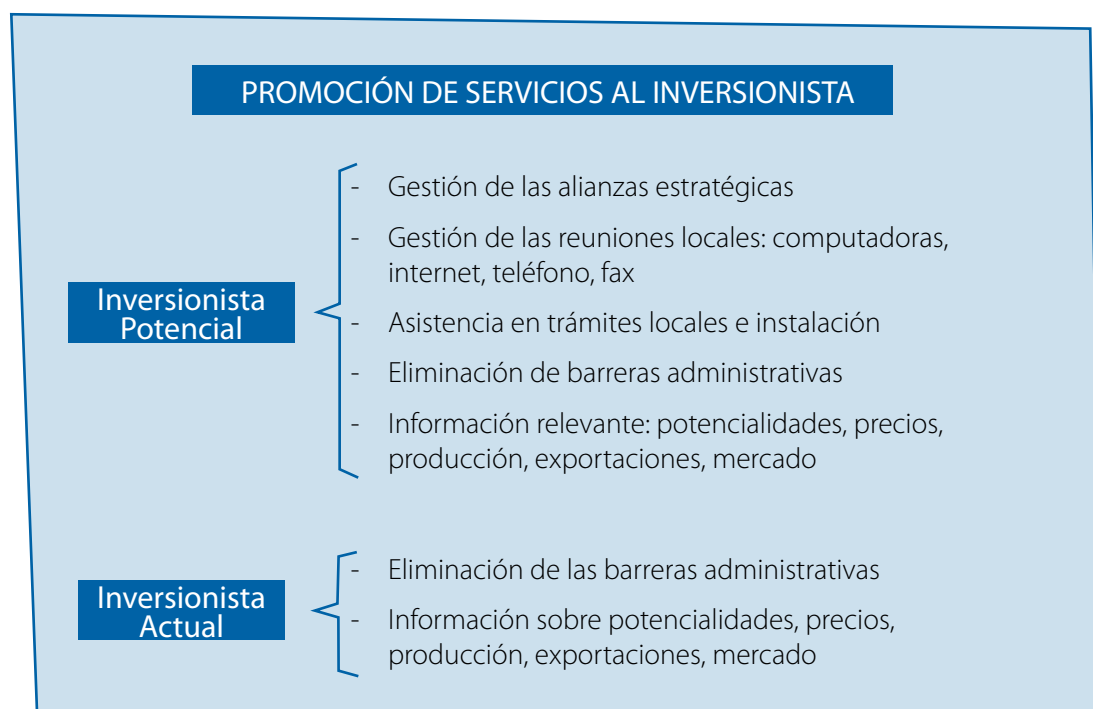 PROMOCIÓN DE SERVICIOS AL INVERSIONISTA
Inversionista
Potencial
- Gestión de las alianzas estratégicas
- Gestión de las reuniones locales: computadoras,
internet, teléfono, fax
- Asistencia en trámites locales e instalación
- Eliminación de barreras administrativas
- Información relevante: potencialidades, precios,
producción, exportaciones, mercado
Inversionista
Actual
- Eliminación de las barreras administrativas
- Información sobre potencialidades, precios,
producción, exportaciones, mercado